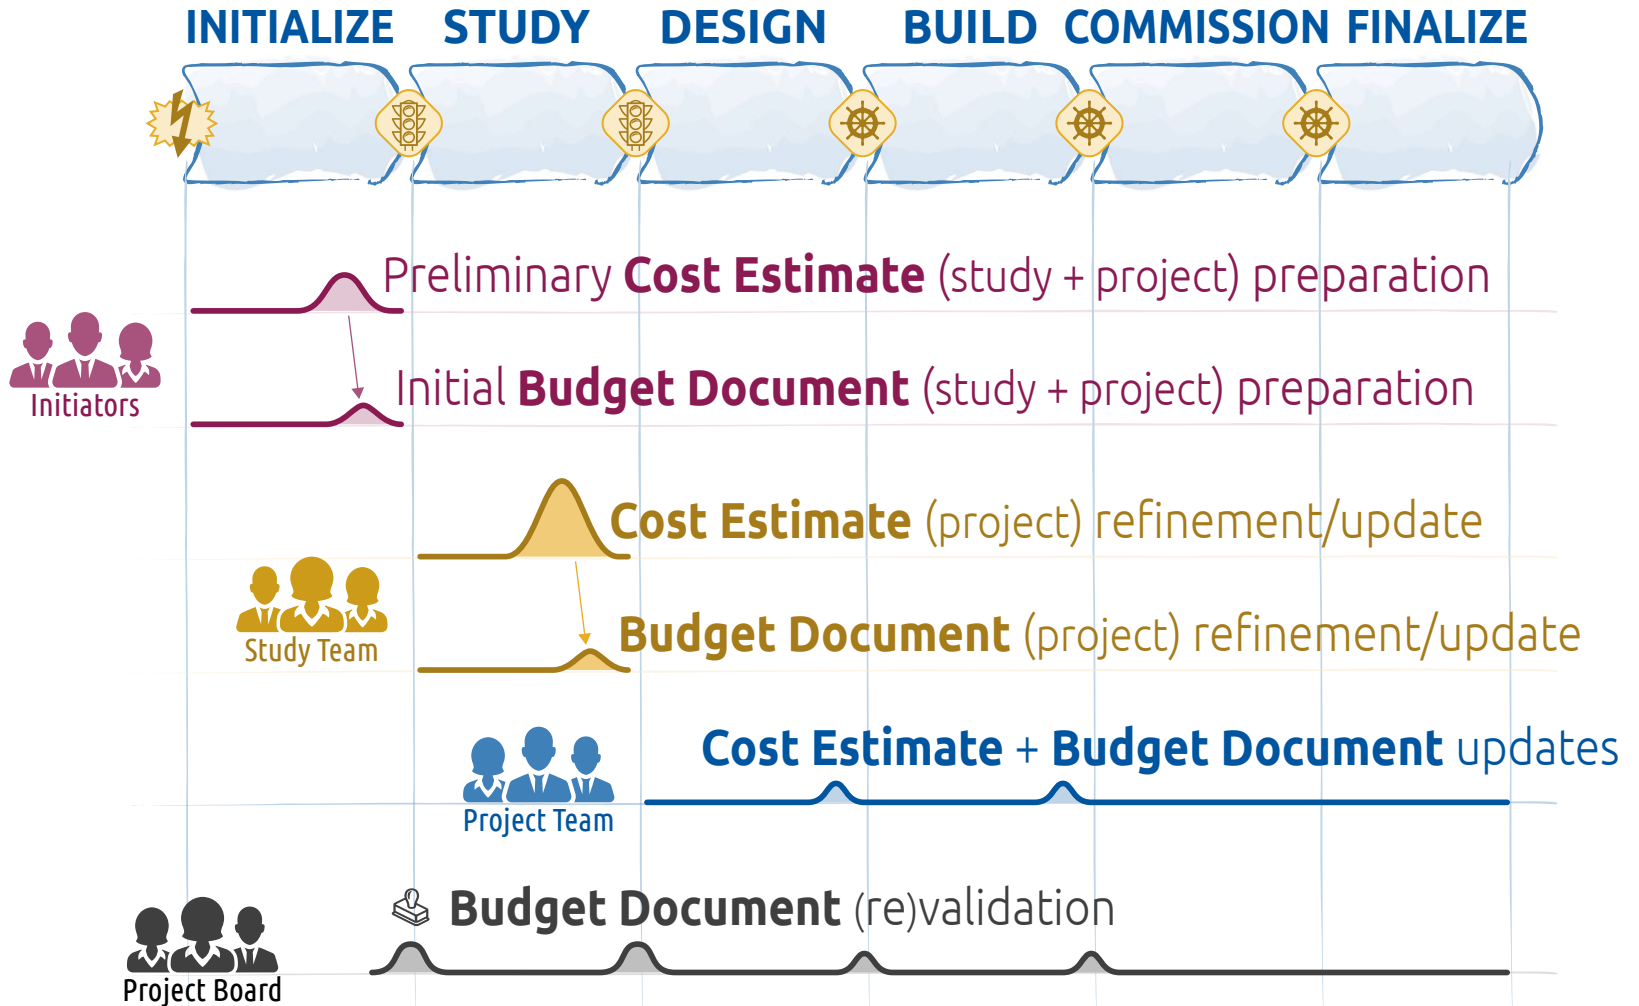 INITIALIZE STUDY DESIGN BUILD COMMISSION FINALIZE
Preliminary Cost Estimate (study + project) preparation
Initiators
Initial Budget Document (study + project) preparation
Cost Estimate (project) refinement/update
Study Team
Budget Document (project) refinement/update
Cost Estimate + Budget Document updates
Project Team
Budget Document (re)validation
Project Board